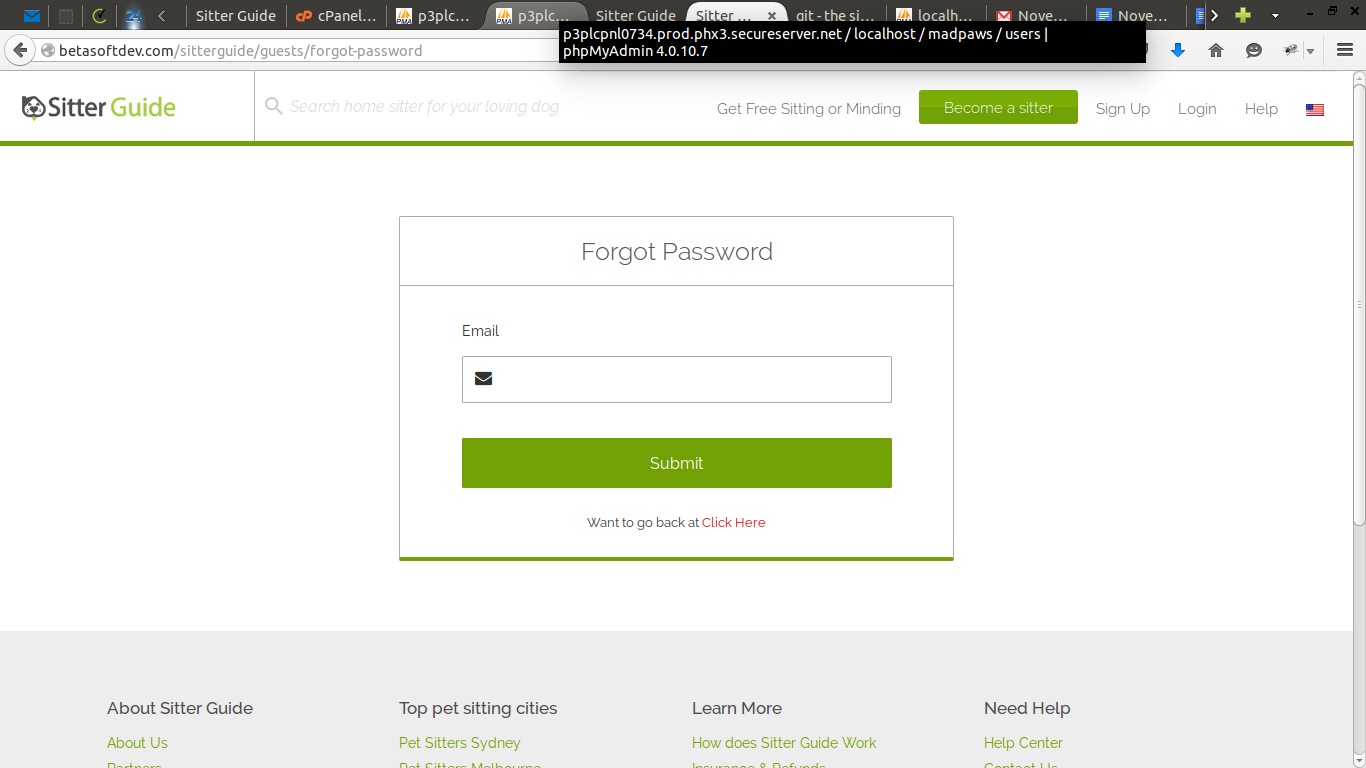 24 Sitter Guide cPanel... p3plc... p3plc... Sitter Guide Sitter ... git - the si... localh... Nove... Nove...
p3plcpnl0734.prod.phx3.secureserver.net / localhost / madpaws / users |
phpMyAdmin 4.0.10.7
betasoftdev.com/sitterguide/guests/forgot-password
Sitter Guide
Search home sitter for your loving dog
Get Free Sitting or Minding
Become a sitter
Sign Up
Login
Help
Forgot Password
Email
Submit
Want to go back at Click Here
About Sitter Guide
Top pet sitting cities
Learn More
Need Help
About Us
Pet Sitters Sydney
How does Sitter Guide Work
Help Center
Partners
Pet Sitters Melbourne
Insurance & Refunds
Contact Us